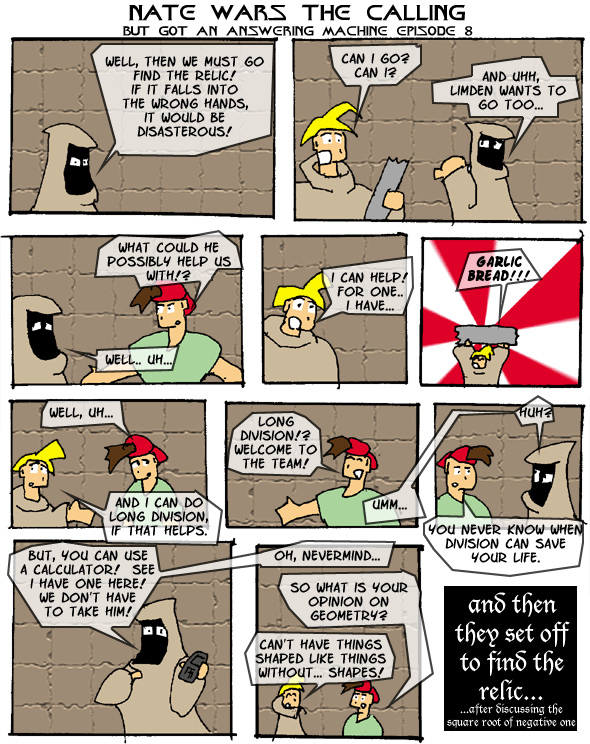 NATE WARS THE CALLING
BUT GOT AN ANSWERING MACHINE EPISODE 8
WELL, THEN WE MUST GO
FIND THE RELIC!
IF IT FALLS INTO
THE WRONG HANDS,
IT WOULD BE
DISASTEROUS!
CAN I GO?
CAN I?
AND UHH,
LIMDEN WANTS TO
GO TOO...
WHAT COULD HE
POSSIBLY HELP US
WITH!?
WELL.. UH...
I CAN HELP!
FOR ONE..
I HAVE...
GARLIC
BREAD!!!
WELL, UH...
AND I CAN DO
LONG DIVISION,
IF THAT HELPS.
LONG
DIVISION!?
WELCOME TO
THE TEAM!
UMM...
HUH?
YOU NEVER KNOW WHEN
DIVISION CAN SAVE
YOUR LIFE.
BUT, YOU CAN USE
A CALCULATOR! SEE
I HAVE ONE HERE!
WE DON'T HAVE
TO TAKE HIM!
OH, NEVERMIND...
SO WHAT IS YOUR
OPINION ON
GEOMETRY?
CAN'T HAVE THINGS
SHAPED LIKE THINGS
WITHOUT... SHAPES!
and then
they set off
to find the
relic...
...after discussing the
square root of negative one